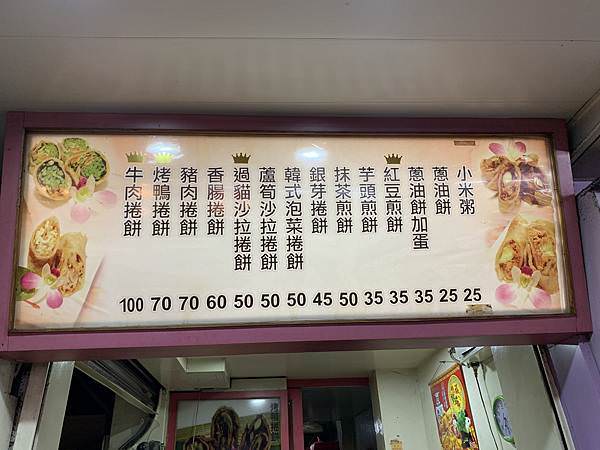 小米粥
蔥油餅
蔥油餅加蛋
紅豆煎餅
芋頭煎餅
抹茶煎餅
銀芽捲餅
韓式泡菜捲餅
蘆筍沙拉捲餅
過貓沙拉捲餅
香腸捲餅
豬肉捲餅
烤鴨捲餅
牛肉捲餅
100 70 70 60 50 50 50 45 50 35 35 35 25 25